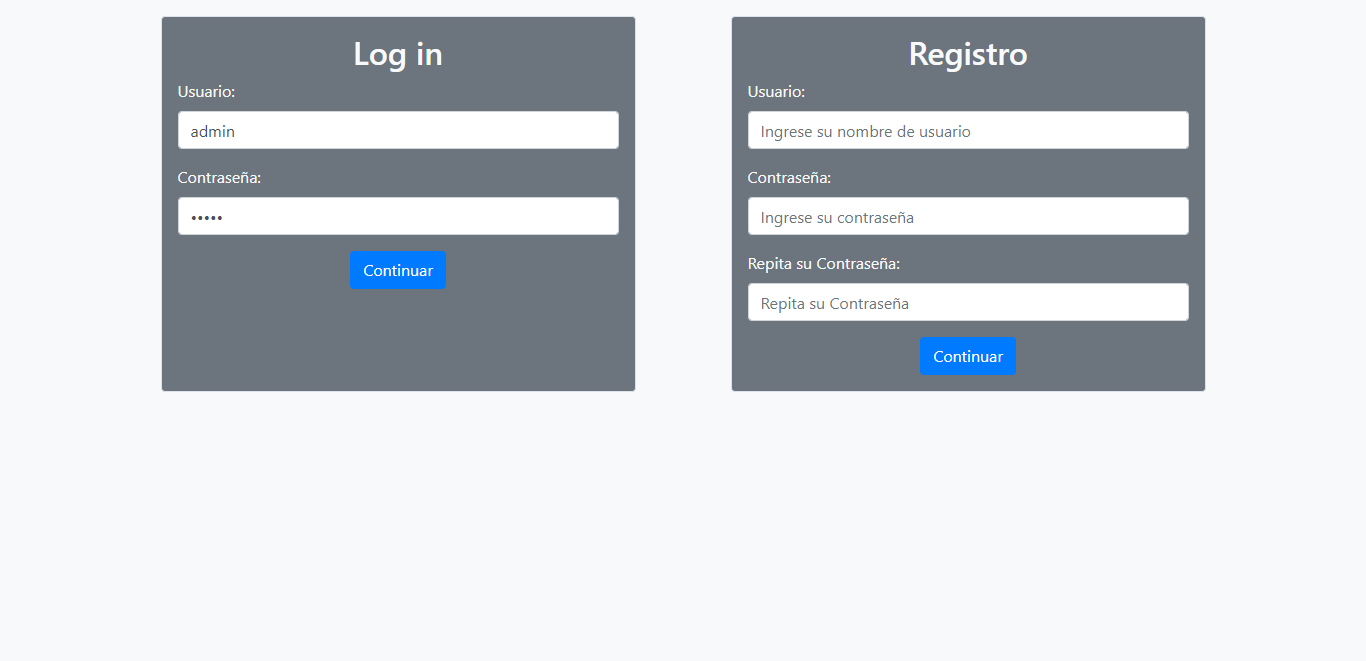 Log in
Usuario:
admin
Contraseña:
•••••
Continuar
Registro
Usuario:
Ingrese su nombre de usuario
Contraseña:
Ingrese su contraseña
Repita su Contraseña:
Repita su Contraseña
Continuar